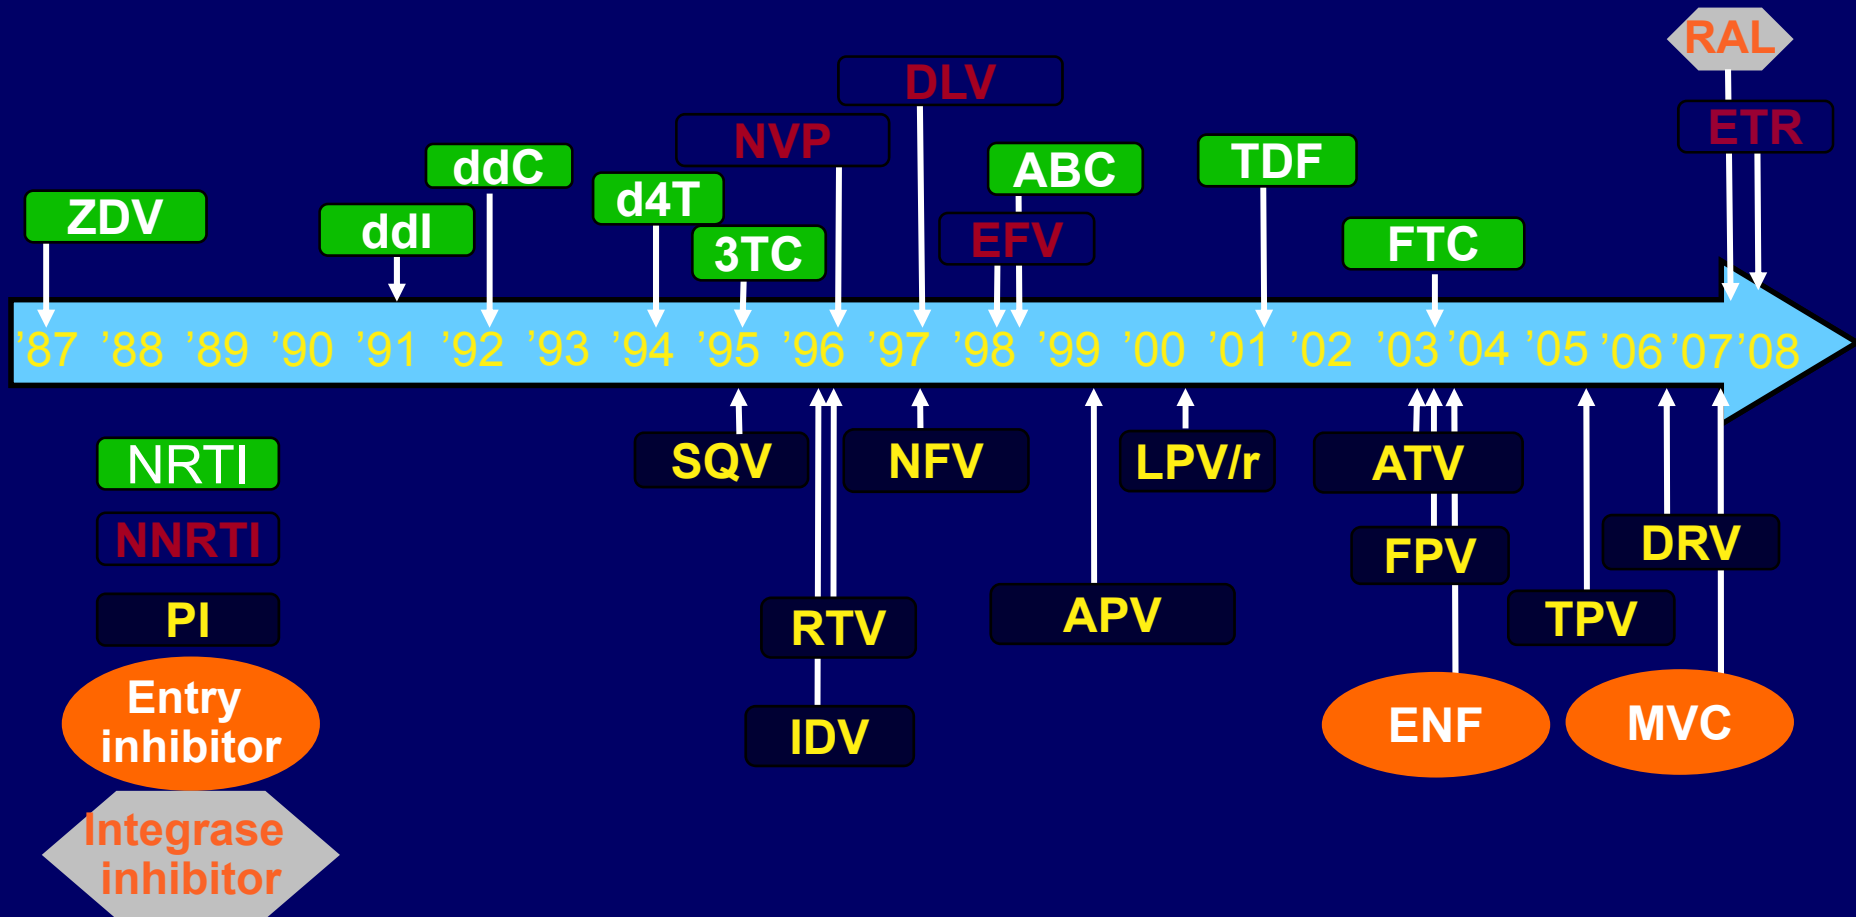 RAL
DLV
ETR
NVP
ddC
ABC
TDF
d4T
ZDV
ddI
3TC
EFV
FTC
’87 ’88 ’89 ’90 ’91 ’92 ’93 ’94 ’95 ’96 ’97 ’98 ’99 ’00 ’01 ’02 ’03 ’04 ’05 ’06 ’07 ’08
SQV
NFV
LPV/r
ATV
FPV
DRV
RTV
APV
TPV
IDV
ENF
MVC
NRTI
NNRTI
PI
Entry
inhibitor
Integrase
inhibitor